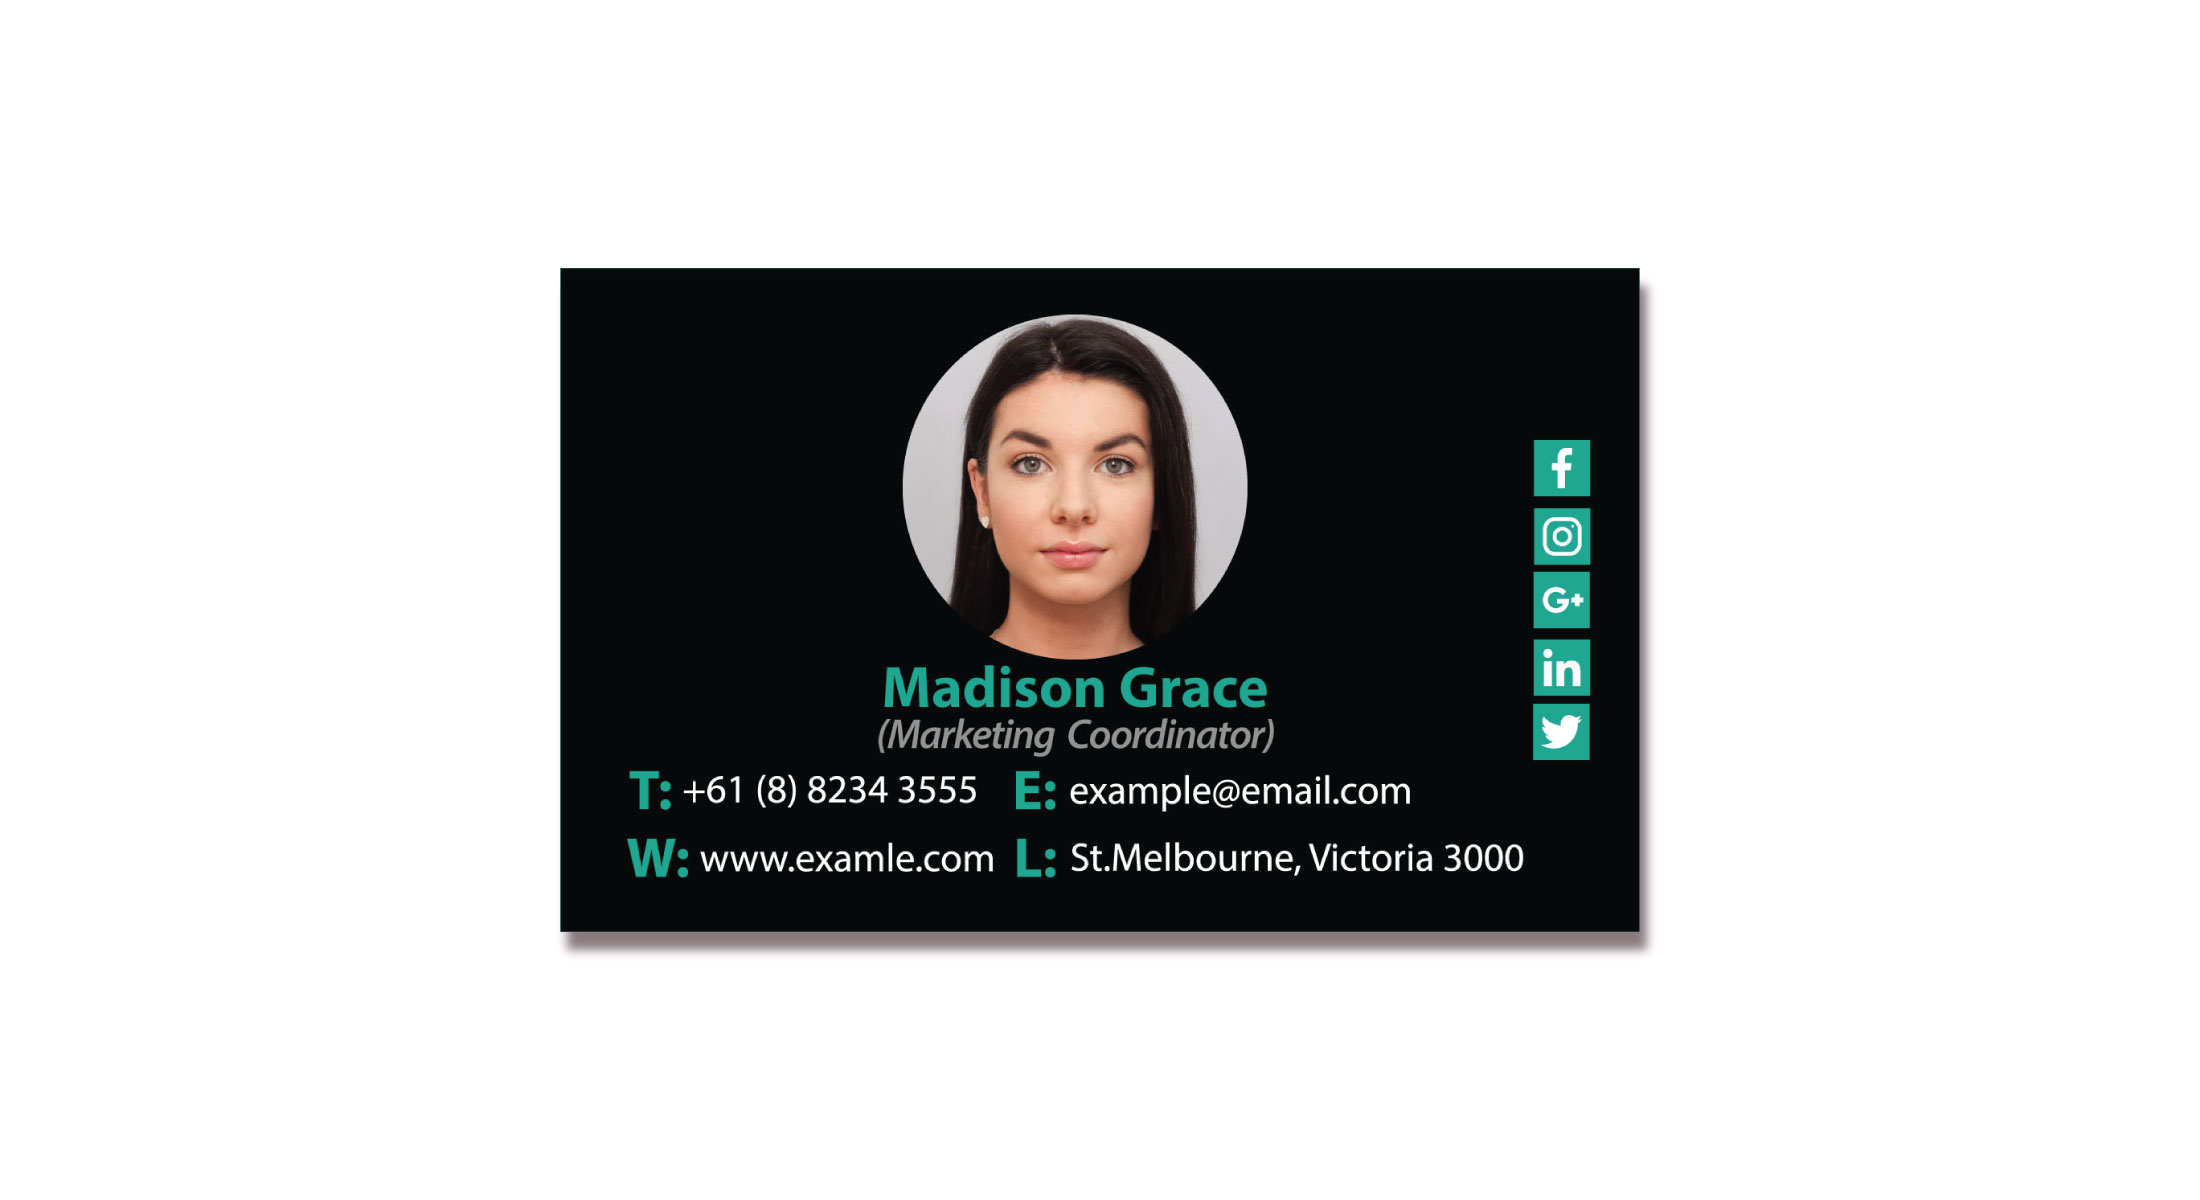 Madison Grace
(Marketing Coordinator)
T: +61 (8) 8234 3555 E: example@email.com
W: www.examle.com L: St.Melbourne, Victoria 3000